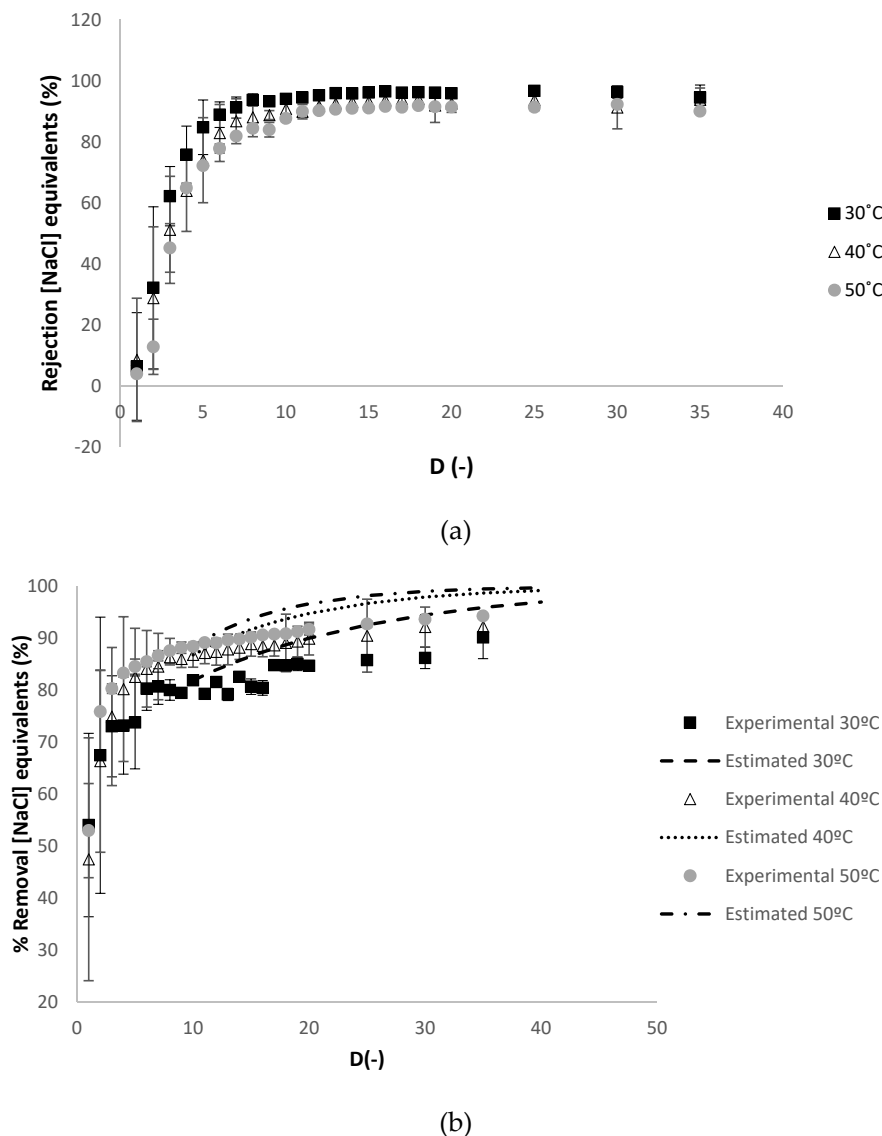 120
100
80
60
40
20
0
-20
0 5 10 15 20 25 30 35 40
Rejection [NaCl] equivalents (%)
D (-)
30˚C
40˚C
50˚C
(a)
100
90
80
70
60
50
40
30
20
0 10 20 30 40 50
% Removal [NaCl] equivalents (%)
D(-)
Experimental 30ºC
Estimated 30ºC
Experimental 40ºC
Estimated 40ºC
Experimental 50ºC
Estimated 50ºC
(b)